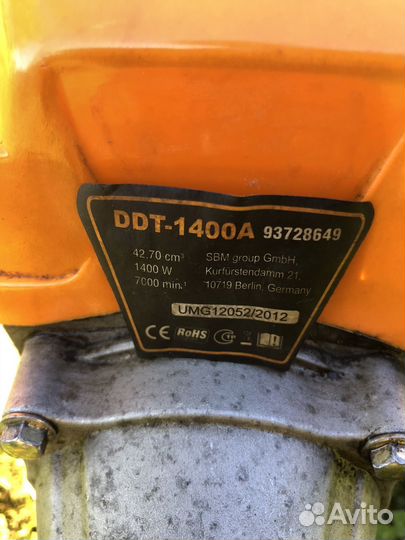 DDT-1400A 93728649
42,70 cm³ SBM group GmbH,
1400 W Kurfürstendamm 21,
7000 min.⁻¹ 10719 Berlin, Germany
UMG12052/2012
CE RoHS
Avito